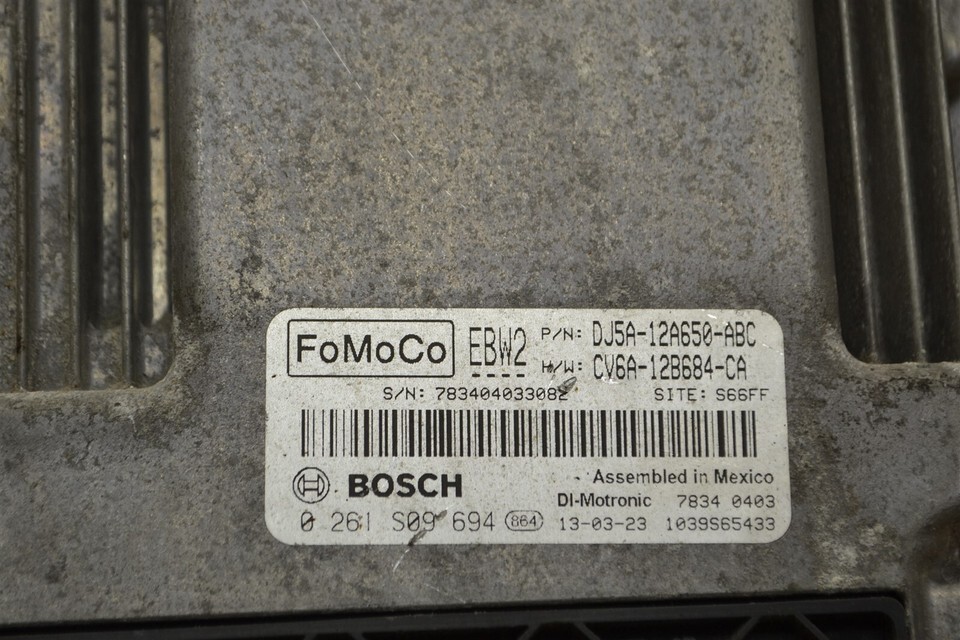 FoMoCo EBW2 P/N: DJ5A-12A650-ABC
H/W: CV6A-12B684-CA
S/N: 783404033082 SITE: S66FF
Assembled in Mexico
BOSCH DI-Motronic 7834 0403
0 261 S09 694 864 13-03-23 1039S65433